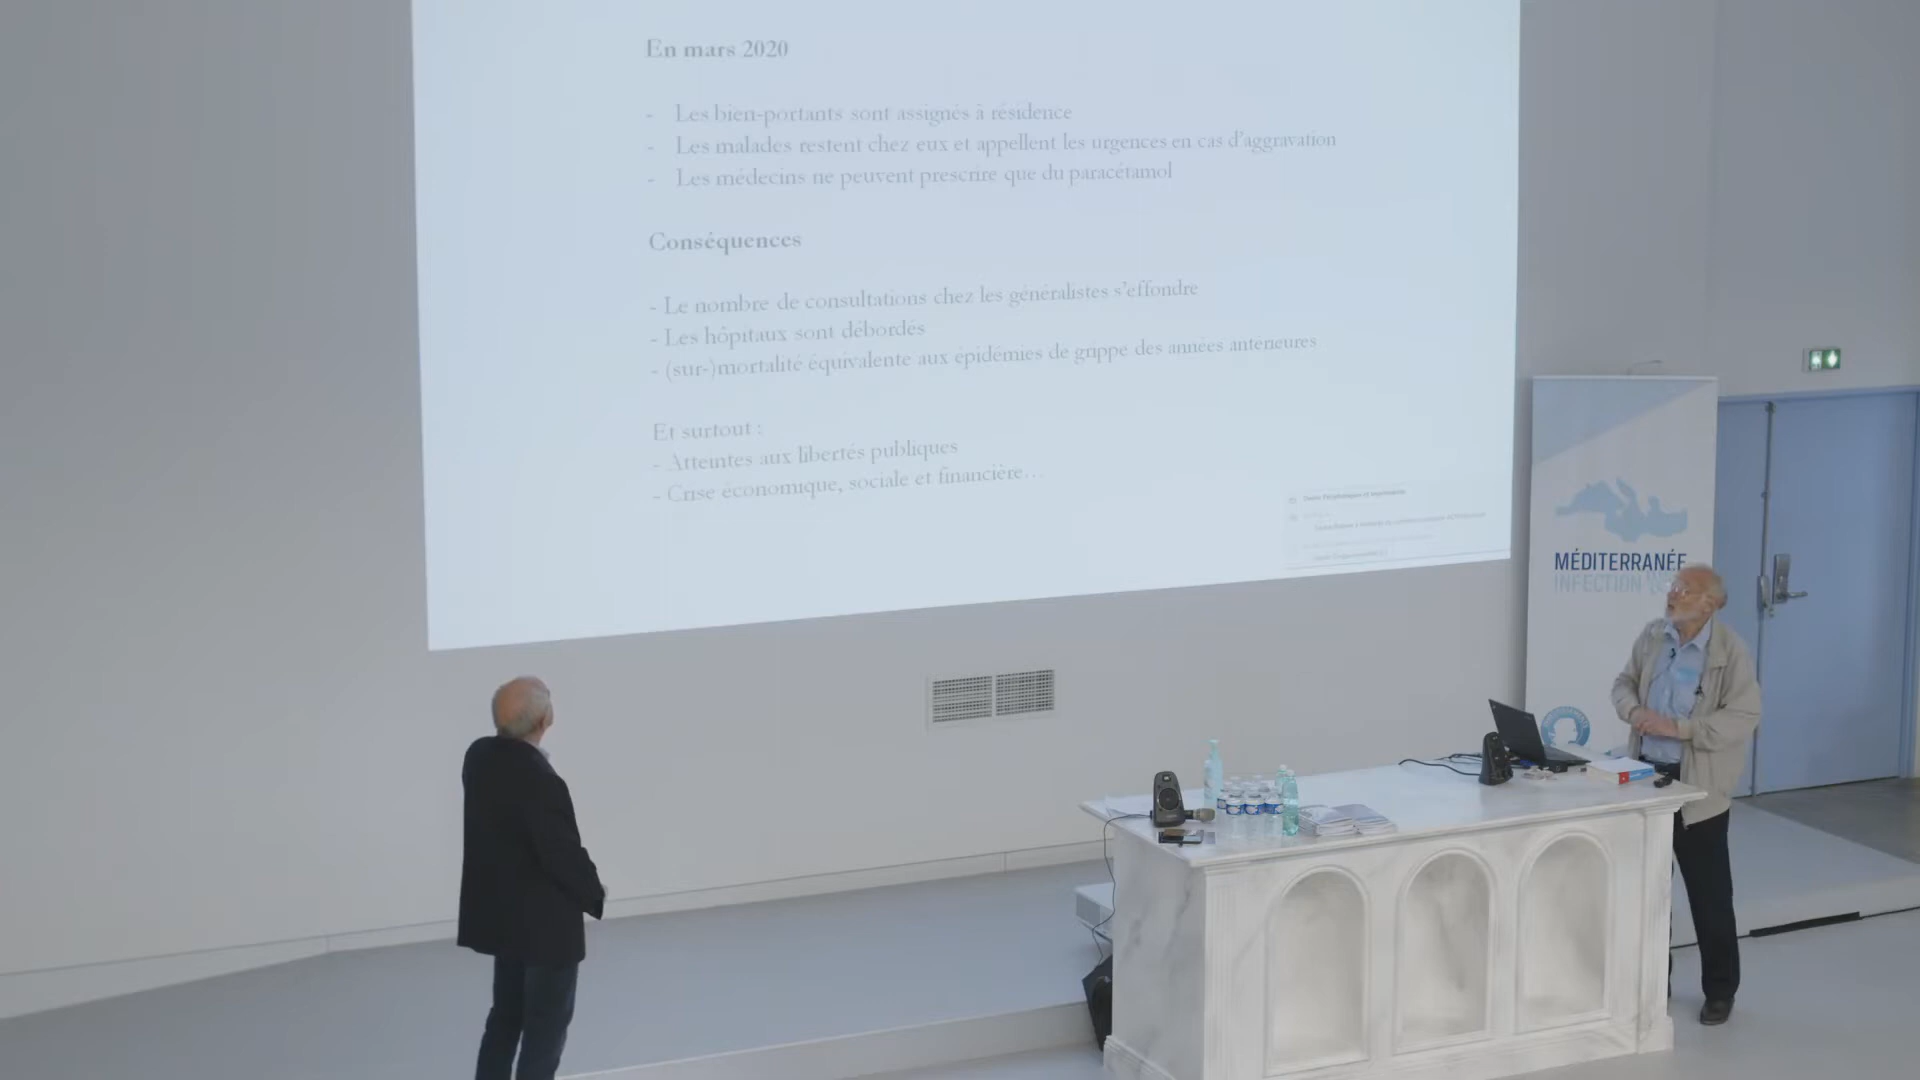 En mars 2020
- Les bien-portants sont assignés à résidence
- Les malades restent chez eux et appellent les urgences en cas d'aggravation
- Les médecins ne peuvent prescrire que du paracétamol
Conséquences
- Le nombre de consultations chez les généralistes s'effondre
- Les hôpitaux sont débordés
- (sur-)mortalité équivalente aux épidémies de grippe des années antérieures
Et surtout :
- Atteintes aux libertés publiques
- Crise économique, sociale et financière…
MÉDITERRANÉE
INFECTION